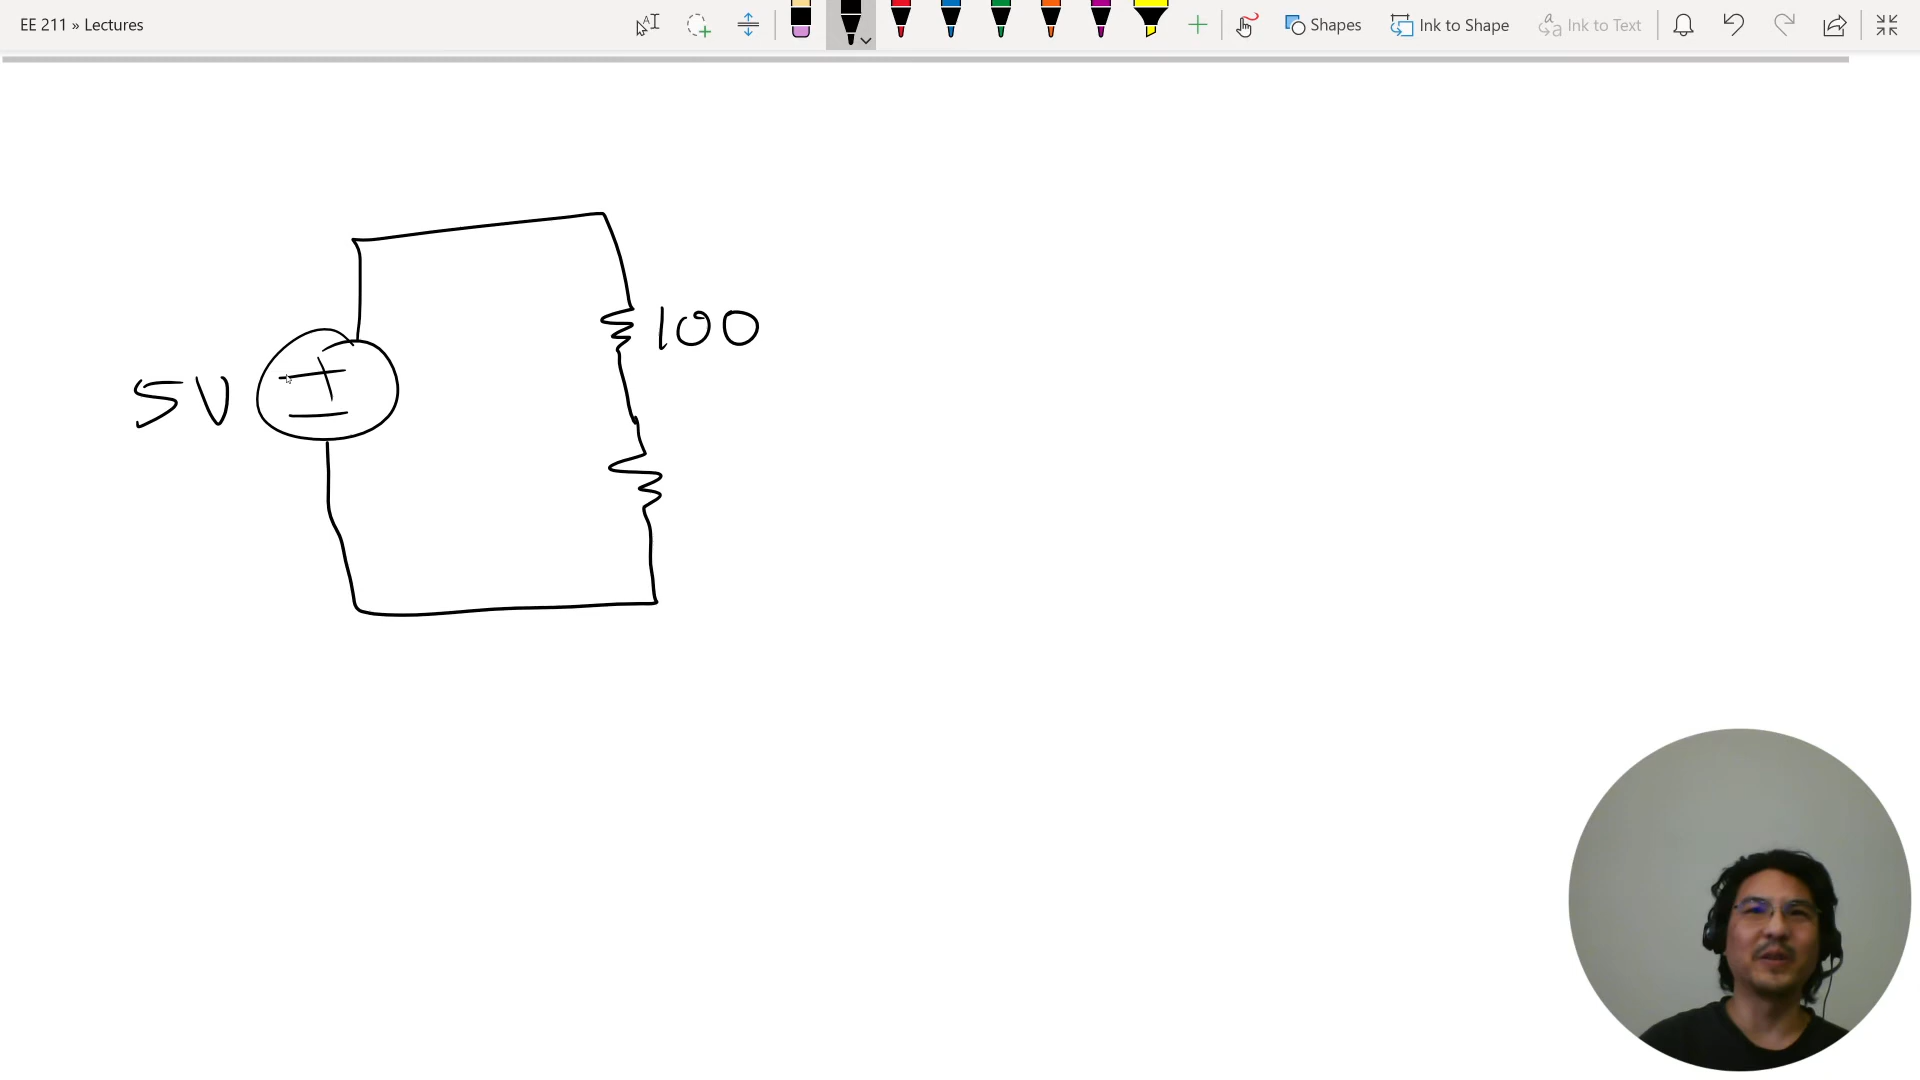 EE 211 » Lectures
Shapes
Ink to Shape
Ink to Text
100
5V